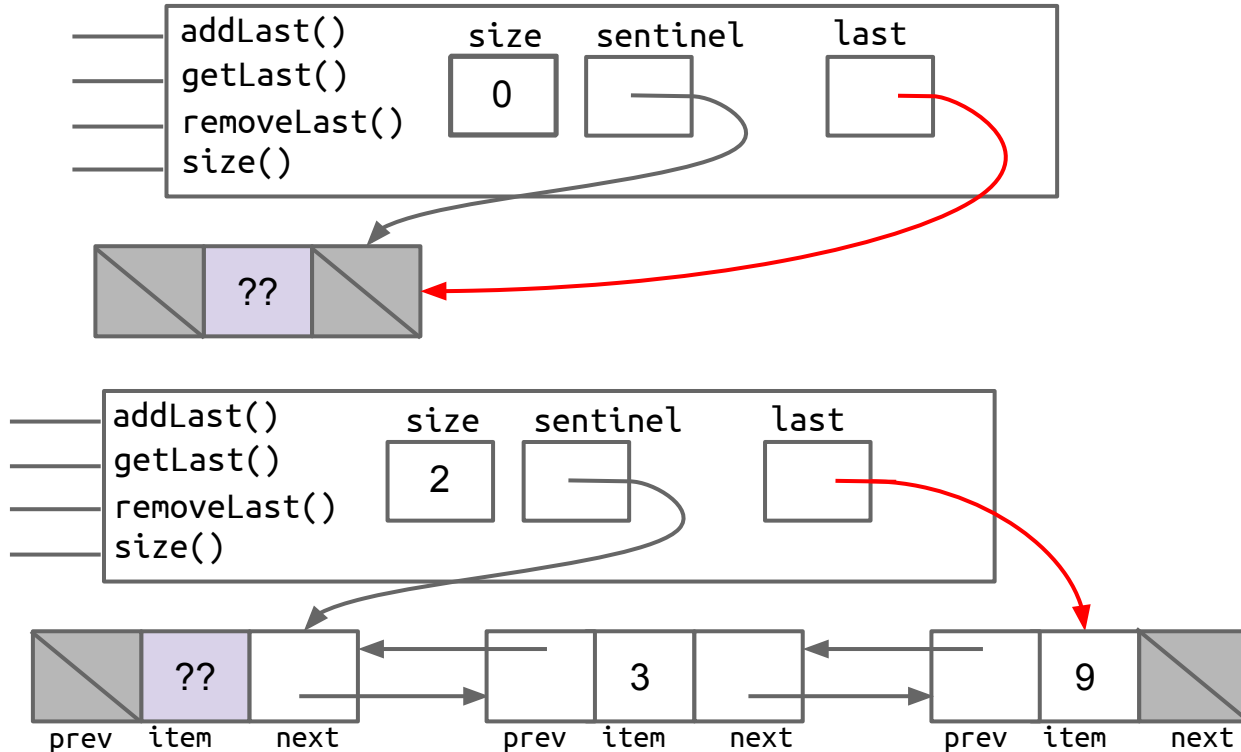 addLast()
size sentinel last
getLast()
0
removeLast()
size()
??
addLast()
size sentinel last
getLast()
2
removeLast()
size()
?? 3 9
prev item next prev item next prev item next